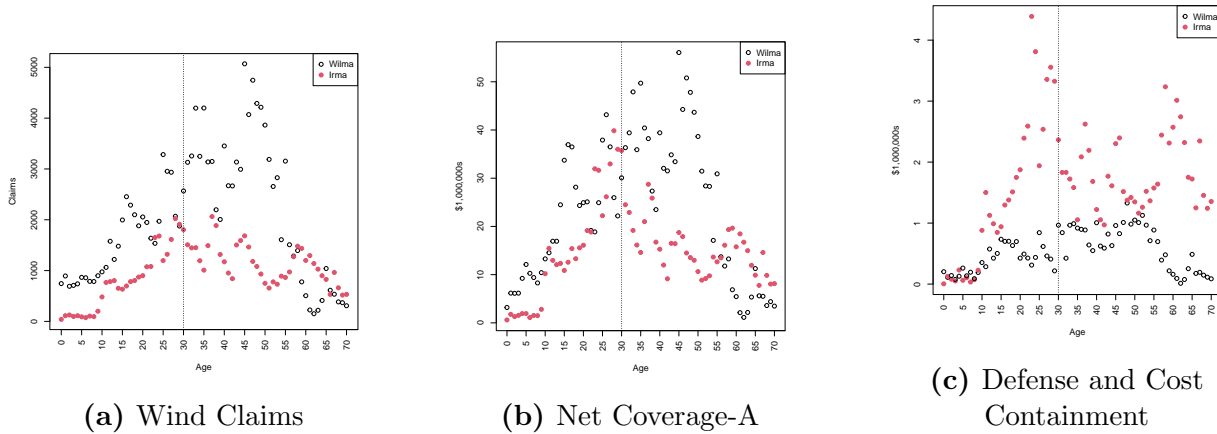 Wilma
Irma
Claims
0 1000 2000 3000 4000 5000
0 5 10 15 20 25 30 35 40 45 50 55 60 65 70
Age
(a) Wind Claims
Wilma
Irma
$1,000,000s
0 10 20 30 40 50
0 5 10 15 20 25 30 35 40 45 50 55 60 65 70
Age
(b) Net Coverage-A
Wilma
Irma
$1,000,000s
0 1 2 3 4
0 5 10 15 20 25 30 35 40 45 50 55 60 65 70
Age
(c) Defense and Cost
Containment